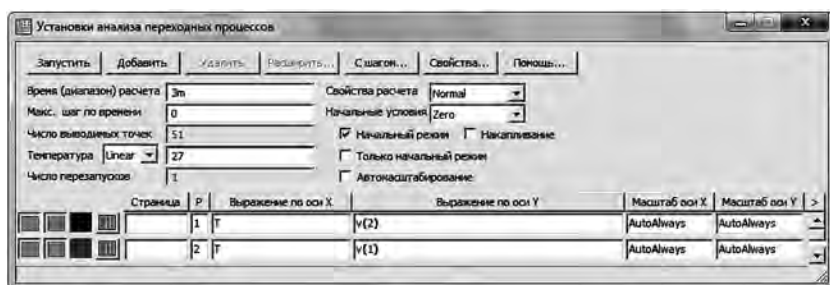 Установки анализа переходных процессов
Запустить Добавить Удалить Расширить... С шагом... Свойства... Помощь...
Время (диапазон) расчета 3m Свойства расчета Normal
Макс. шаг по времени 0 Начальные условия Zero
Число выводимых точек 51 Начальный режим Накапливание
Температура Linear 27 Только начальный режим
Число перезапусков 1 Автомасштабирование
Страница P Выражение по оси X Выражение по оси Y Масштаб оси X Масштаб оси Y >
1 T v(2) AutoAlways AutoAlways
2 T v(1) AutoAlways AutoAlways